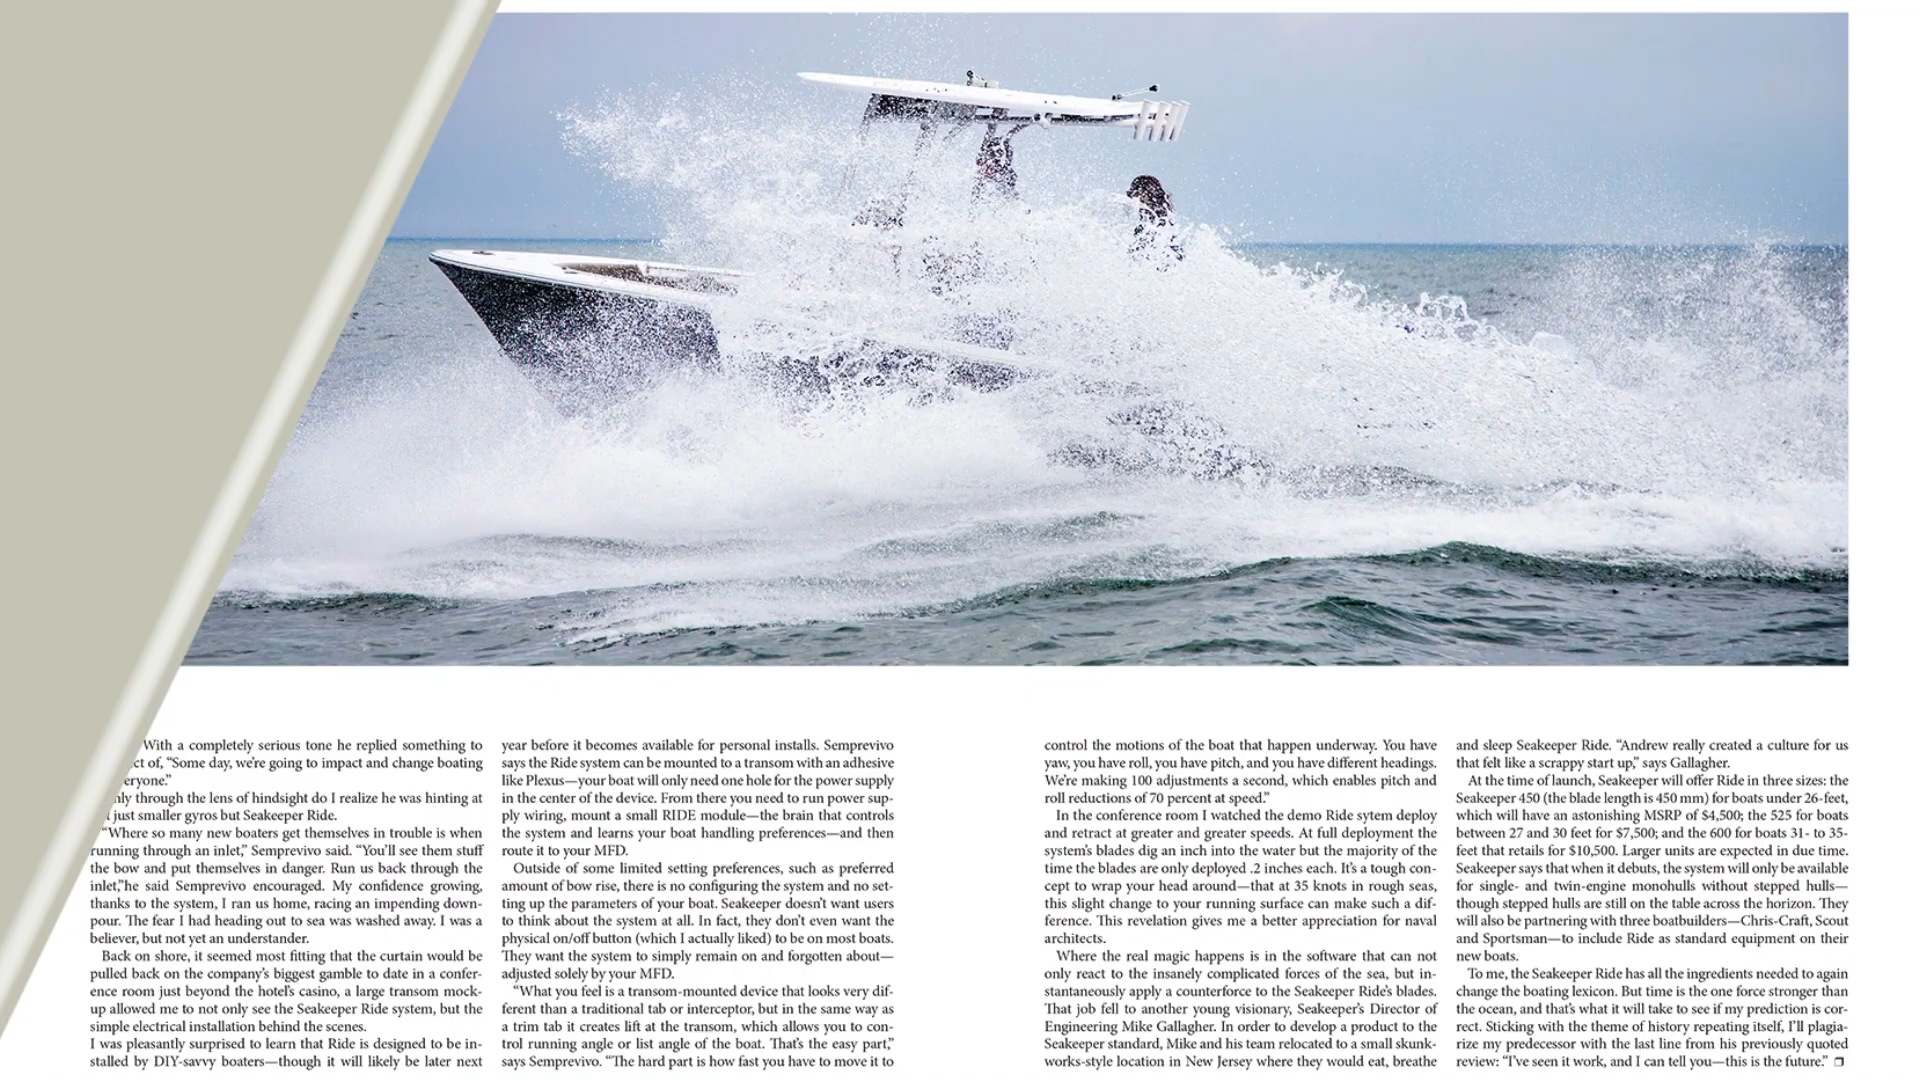 With a completely serious tone he replied something to
of, “Some day, we’re going to impact and change boating
through the lens of hindsight do I realize he was hinting at
just smaller gyros but Seakeeper Ride.
“Where so many new boaters get themselves in trouble is when
running through an inlet,” Semprevivo said. “You’ll see them stuff
the bow and put themselves in danger. Run us back through the
inlet,”he said Semprevivo encouraged. My confidence growing,
thanks to the system, I ran us home, racing an impending down-
pour. The fear I had heading out to sea was washed away. I was a
believer, but not yet an understander.
Back on shore, it seemed most fitting that the curtain would be
pulled back on the company’s biggest gamble to date in a confer-
ence room just beyond the hotel’s casino, a large transom mock-
up allowed me to not only see the Seakeeper Ride system, but the
simple electrical installation behind the scenes.
I was pleasantly surprised to learn that Ride is designed to be in-
stalled by DIY-savvy boaters—though it will likely be later next
year before it becomes available for personal installs. Semprevivo
says the Ride system can be mounted to a transom with an adhesive
like Plexus—your boat will only need one hole for the power supply
in the center of the device. From there you need to run power sup-
ply wiring, mount a small RIDE module—the brain that controls
the system and learns your boat handling preferences—and then
route it to your MFD.
Outside of some limited setting preferences, such as preferred
amount of bow rise, there is no configuring the system and no set-
ting up the parameters of your boat. Seakeeper doesn’t want users
to think about the system at all. In fact, they don’t even want the
physical on/off button (which I actually liked) to be on most boats.
They want the system to simply remain on and forgotten about—
adjusted solely by your MFD.
“What you feel is a transom-mounted device that looks very dif-
ferent than a traditional tab or interceptor, but in the same way as
a trim tab it creates lift at the transom, which allows you to con-
trol running angle or list angle of the boat. That’s the easy part,”
says Semprevivo. “The hard part is how fast you have to move it to
control the motions of the boat that happen underway. You have
yaw, you have roll, you have pitch, and you have different headings.
We’re making 100 adjustments a second, which enables pitch and
roll reductions of 70 percent at speed.”
In the conference room I watched the demo Ride sytem deploy
and retract at greater and greater speeds. At full deployment the
system’s blades dig an inch into the water but the majority of the
time the blades are only deployed .2 inches each. It’s a tough con-
cept to wrap your head around—that at 35 knots in rough seas,
this slight change to your running surface can make such a dif-
ference. This revelation gives me a better appreciation for naval
architects.
Where the real magic happens is in the software that can not
only react to the insanely complicated forces of the sea, but in-
stantaneously apply a counterforce to the Seakeeper Ride’s blades.
That job fell to another young visionary, Seakeeper’s Director of
Engineering Mike Gallagher. In order to develop a product to the
Seakeeper standard, Mike and his team relocated to a small skunk-
works-style location in New Jersey where they would eat, breathe
and sleep Seakeeper Ride. “Andrew really created a culture for us
that felt like a scrappy start up,” says Gallagher.
At the time of launch, Seakeeper will offer Ride in three sizes: the
Seakeeper 450 (the blade length is 450 mm) for boats under 26-feet,
which will have an astonishing MSRP of $4,500; the 525 for boats
between 27 and 30 feet for $7,500; and the 600 for boats 31- to 35-
feet that retails for $10,500. Larger units are expected in due time.
Seakeeper says that when it debuts, the system will only be available
for single- and twin-engine monohulls without stepped hulls—
though stepped hulls are still on the table across the horizon. They
will also be partnering with three boatbuilders—Chris-Craft, Scout
and Sportsman—to include Ride as standard equipment on their
new boats.
To me, the Seakeeper Ride has all the ingredients needed to again
change the boating lexicon. But time is the one force stronger than
the ocean, and that’s what it will take to see if my prediction is cor-
rect. Sticking with the theme of history repeating itself, I’ll plagia-
rize my predecessor with the last line from his previously quoted
review: “I’ve seen it work, and I can tell you—this is the future.” ❒